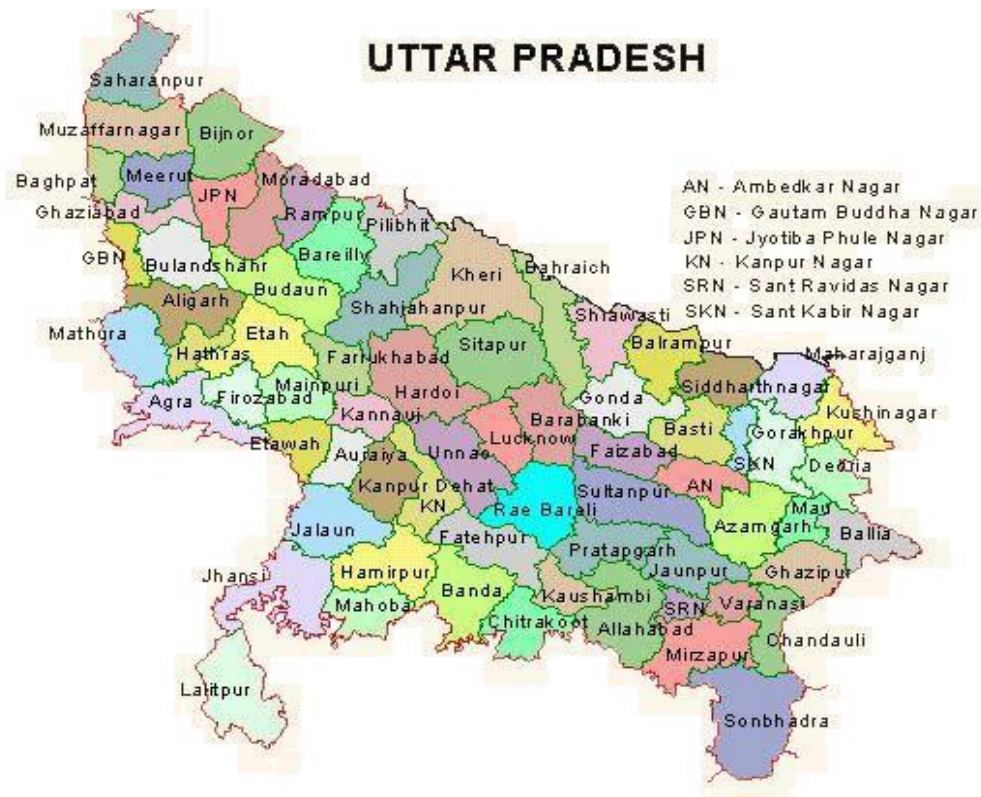 UTTAR PRADESH
Saharanpur
Muzaffarnagar
Bijnor
Baghpat
Meerut
JPN
Moradabad
Ghaziabad
Rampur
Pilibhit
GBN
Bulandshahr
Bareilly
Kheri
Bahraich
Budaun
Aligarh
Shahjahanpur
Shrawasti
Mathura
Etah
Hathras
Farrukhabad
Sitapur
Balrampur
Maharajganj
Agra
Firozabad
Mainpuri
Hardoi
Gonda
Siddharthnagar
Kannauj
Barabanki
Kushinagar
Etawah
Auraiya
Unnao
Lucknow
Faizabad
Basti
Gorakhpur
SKN
Deoria
Kanpur Dehat
KN
Rae Bareli
Sultanpur
AN
Mau
Jalaun
Fatehpur
Azamgarh
Ballia
Pratapgarh
Jhansi
Hamirpur
Banda
Jaunpur
Ghazipur
Mahoba
Kaushambi
SRN
Varanasi
Chitrakoot
Allahabad
Chandauli
Mirzapur
Lalitpur
Sonbhadra
AN - Ambedkar Nagar
GBN - Gautam Buddha Nagar
JPN - Jyotiba Phule Nagar
KN - Kanpur Nagar
SRN - Sant Ravidas Nagar
SKN - Sant Kabir Nagar